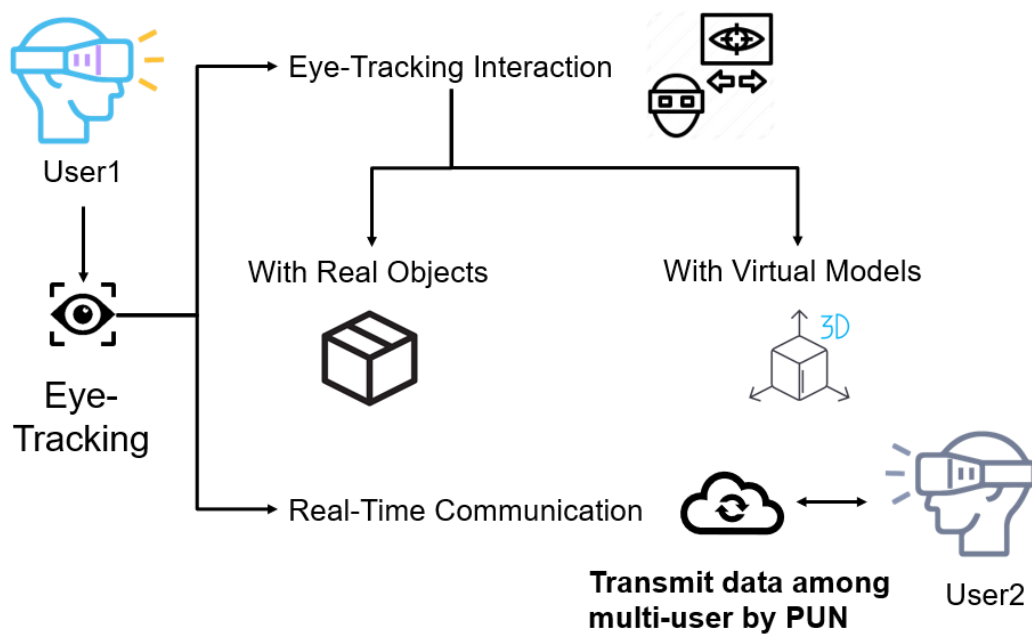 Eye-Tracking Interaction
User1
With Real Objects
With Virtual Models
3D
Eye-
Tracking
Real-Time Communication
Transmit data among
multi-user by PUN
User2